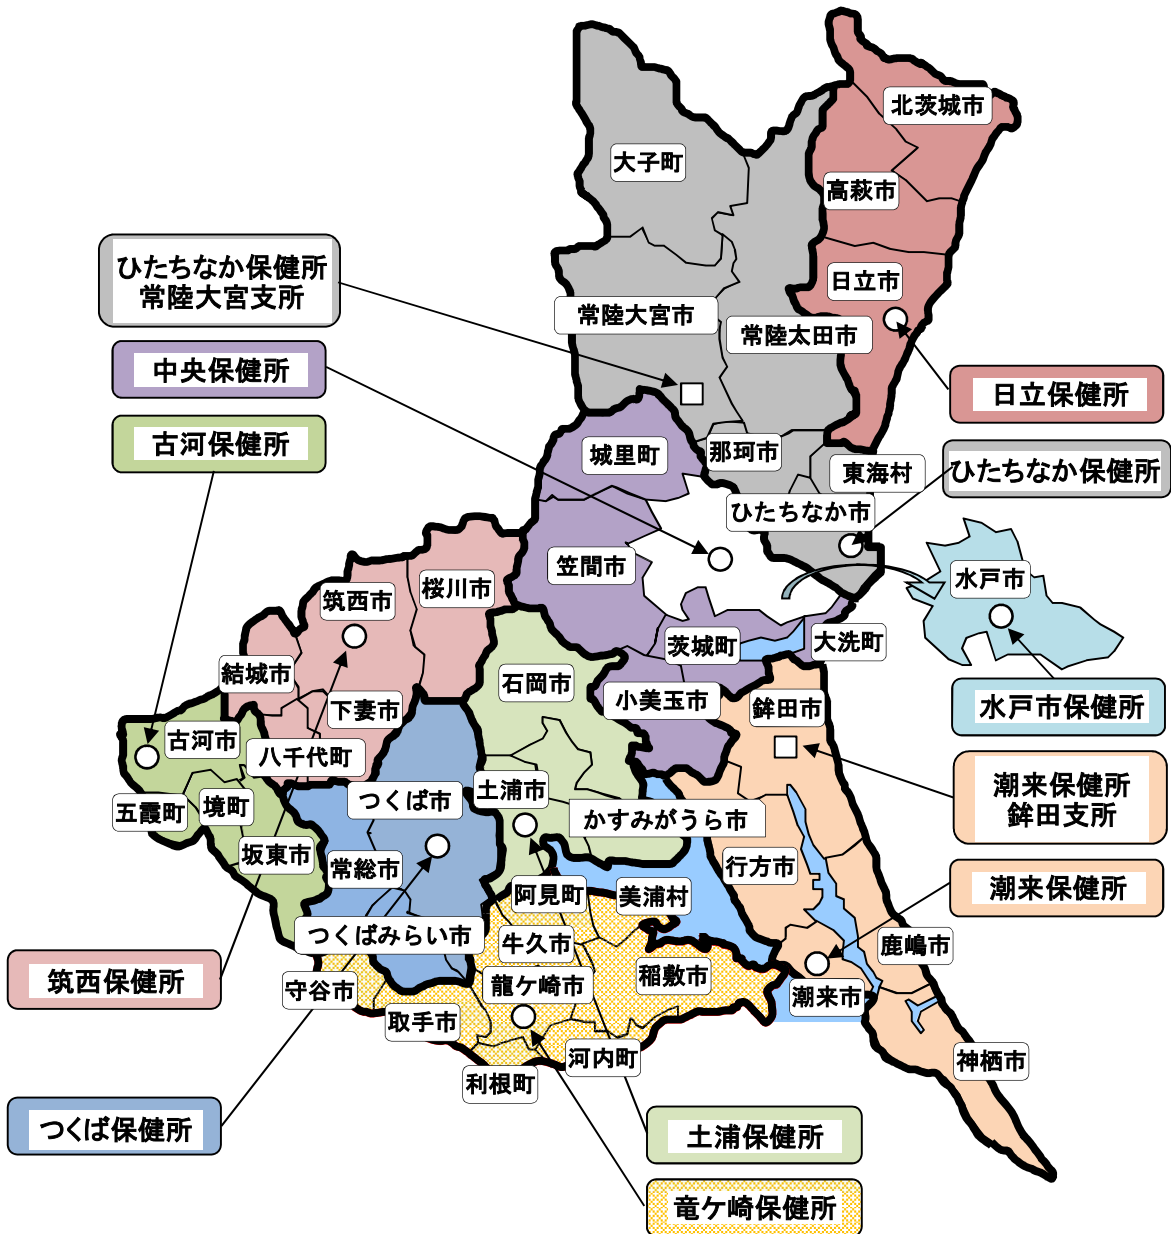 北茨城市
大子町
高萩市
ひたちなか保健所
常陸大宮支所
日立市
常陸大宮市
常陸太田市
中央保健所
日立保健所
古河保健所
城里町
那珂市
東海村
ひたちなか保健所
ひたちなか市
笠間市
水戸市
桜川市
筑西市
茨城町
大洗町
結城市
石岡市
小美玉市
鉾田市
下妻市
水戸市保健所
古河市
八千代町
潮来保健所
鉾田支所
五霞町
境町
つくば市
土浦市
かすみがうら市
坂東市
常総市
行方市
潮来保健所
阿見町
美浦村
つくばみらい市
牛久市
鹿嶋市
筑西保健所
守谷市
龍ケ崎市
稲敷市
潮来市
取手市
河内町
神栖市
利根町
つくば保健所
土浦保健所
竜ケ崎保健所